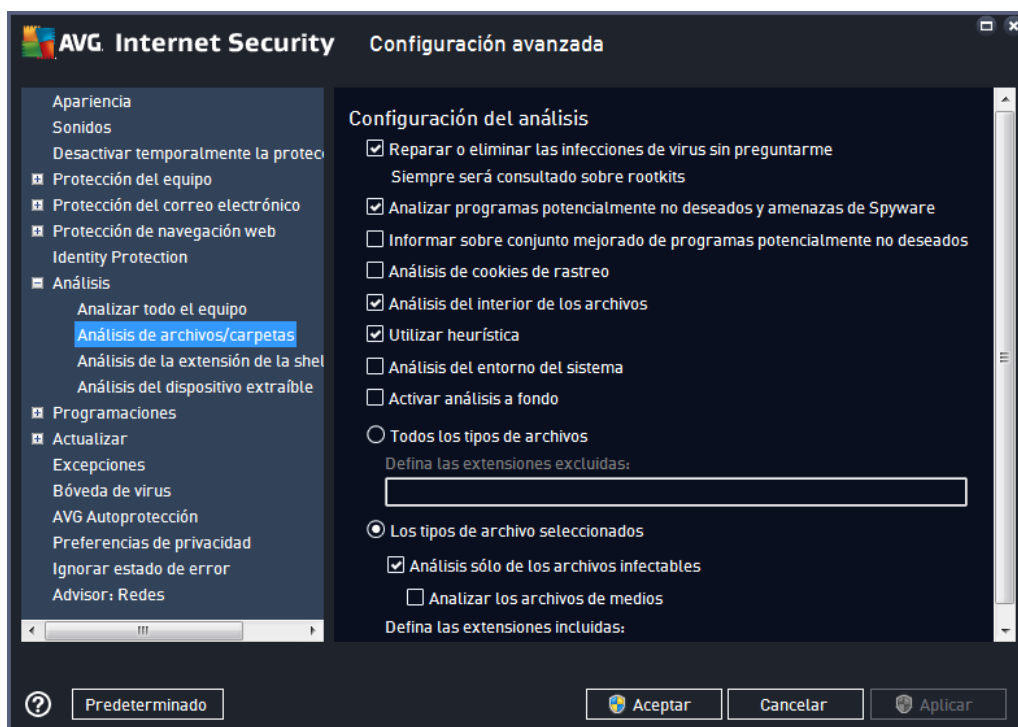 AVG. Internet Security
Configuración avanzada
Apariencia
Sonidos
Desactivar temporalmente la protec
Protección del equipo
Protección del correo electrónico
Protección de navegación web
Identity Protection
Análisis
Analizar todo el equipo
Análisis de archivos/carpetas
Análisis de la extensión de la shel
Análisis del dispositivo extraíble
Programaciones
Actualizar
Excepciones
Bóveda de virus
AVG Autoprotección
Preferencias de privacidad
Ignorar estado de error
Advisor: Redes
Configuración del análisis
Reparar o eliminar las infecciones de virus sin preguntarme
Siempre será consultado sobre rootkits
Analizar programas potencialmente no deseados y amenazas de Spyware
Informar sobre conjunto mejorado de programas potencialmente no deseados
Análisis de cookies de rastreo
Análisis del interior de los archivos
Utilizar heurística
Análisis del entorno del sistema
Activar análisis a fondo
Todos los tipos de archivos
Defina las extensiones excluidas:
Los tipos de archivo seleccionados
Análisis sólo de los archivos infectables
Analizar los archivos de medios
Defina las extensiones incluidas:
Predeterminado
Aceptar
Cancelar
Aplicar